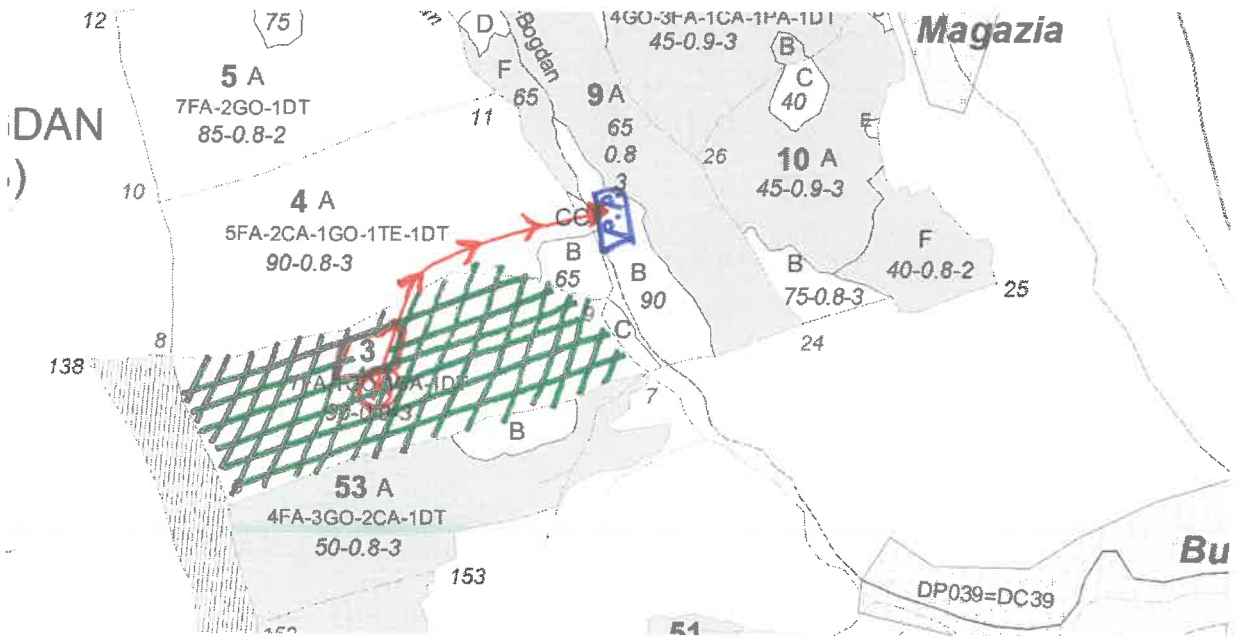 12
75
D
Bogdan
4GO-3FA-1CA-1PA-1DT
45-0.9-3
Magazia
5 A
7FA-2GO-1DT
85-0.8-2
F
65
9 A
65
0.8
3
B
C
40
E
DAN
)
11
26
10 A
45-0.9-3
10
4 A
5FA-2CA-1GO-1TE-1DT
90-0.8-3
P.P.
B
65
B
90
B
75-0.8-3
F
40-0.8-2
25
9
C
24
8
138
3
7
B
53 A
4FA-3GO-2CA-1DT
50-0.8-3
153
DP039=DC39
Bu
51